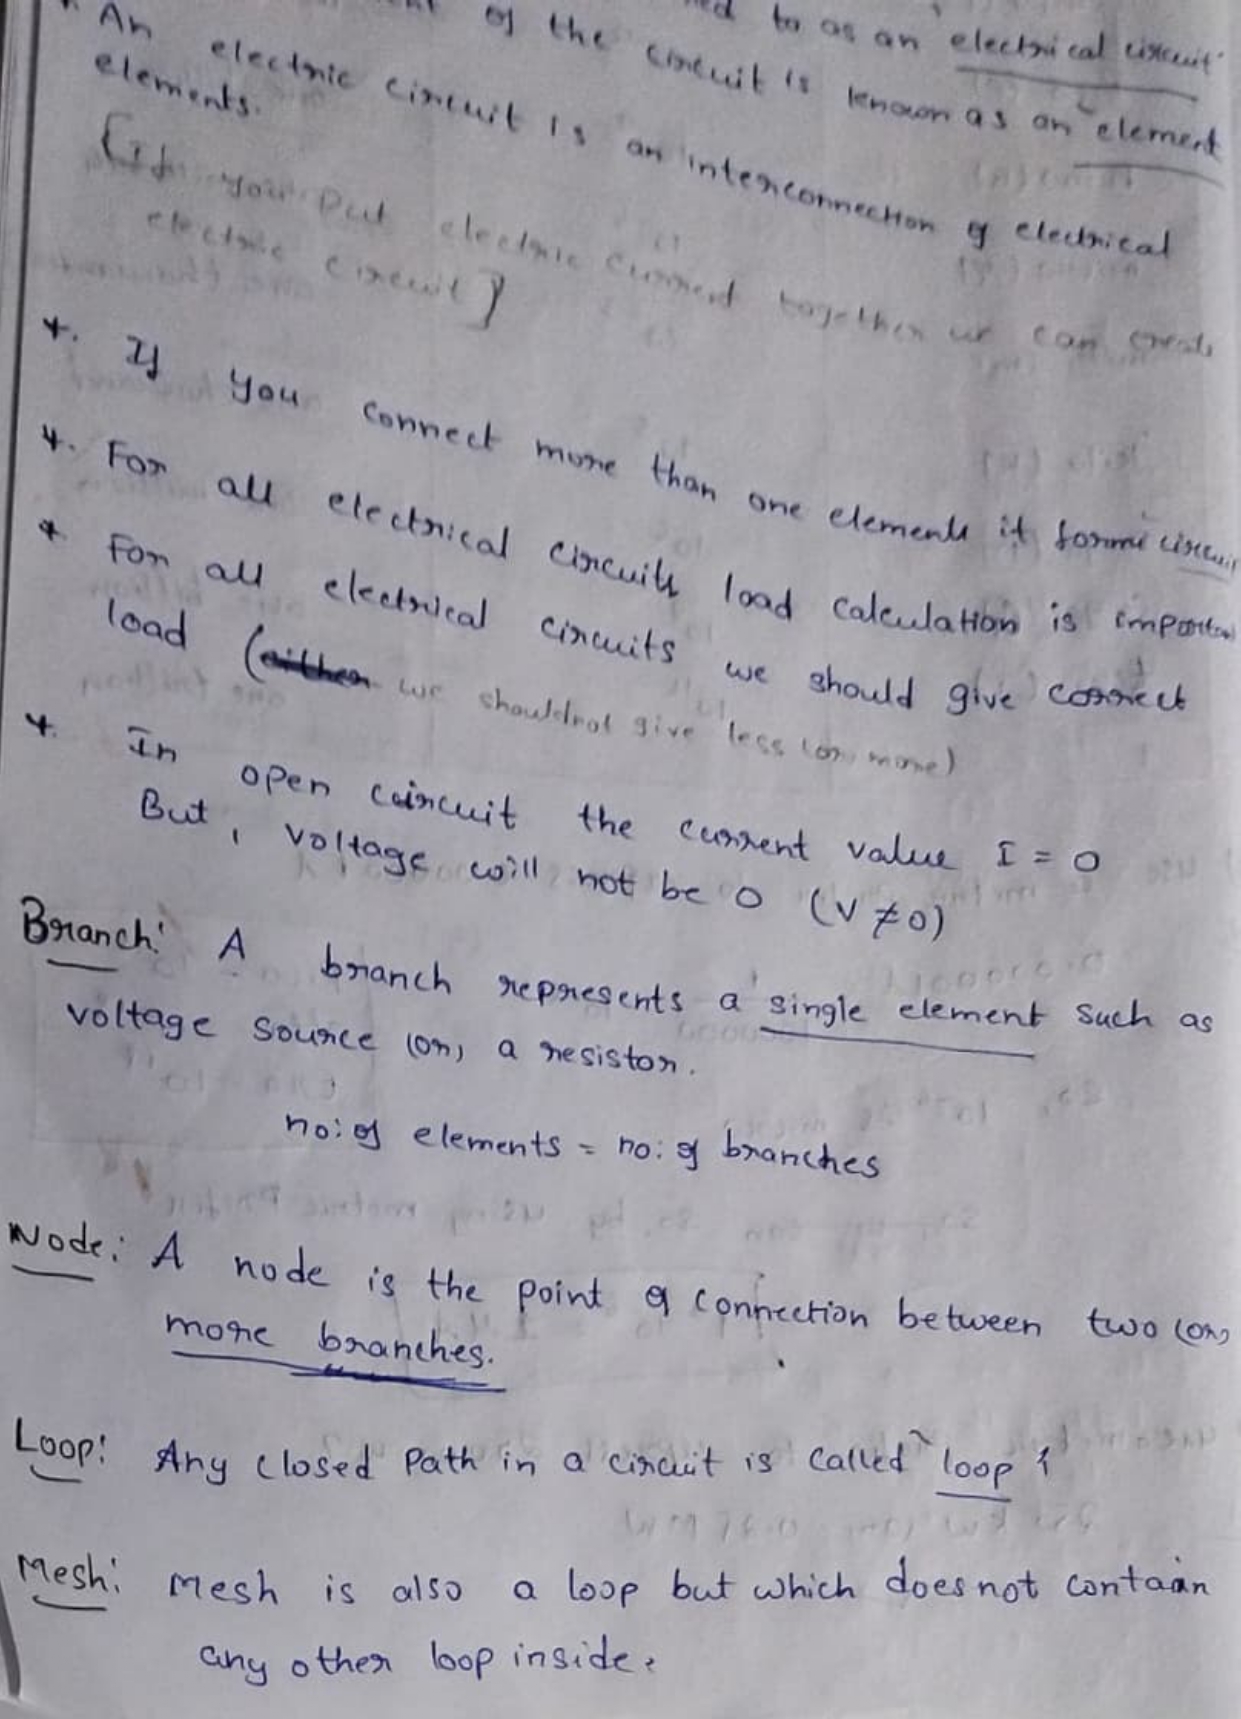 to as an electrical circuit
of the circuit is known as an "element
* An electric circuit is an interconnection of electrical
elements.
[If you put electric current together we can create
electric circuit]
*. If you connect more than one elements it forms circuit
*. For all electrical circuits load calculation is important
* For all electrical circuits we should give correct
load (either we shouldnot give less (or) more)
*. In open coircuit the current value I = 0
But, voltage will not be 0 (V ≠ 0)
Branch: A branch represents a single element such as
voltage source (or) a resistor.
no: of elements = no: of branches
Node: A node is the point of connection between two (or)
more branches.
Loop: Any closed Path in a circuit is called "loop"
Mesh: Mesh is also a loop but which does not contain
any other loop inside.